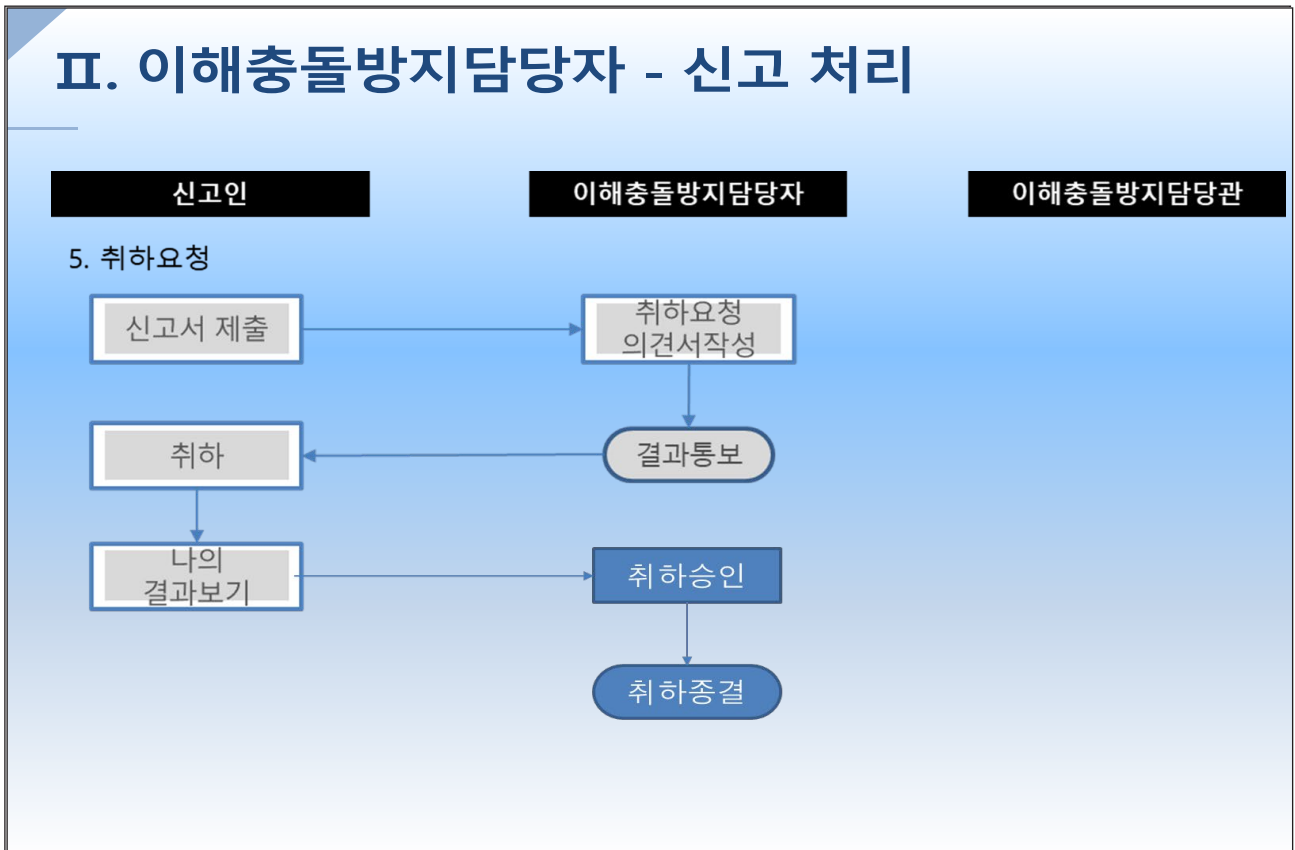 Ⅱ. 이해충돌방지담당자 - 신고 처리
신고인
이해충돌방지담당자
이해충돌방지담당관
5. 취하요청
신고서 제출
취하요청
의견서작성
취하
결과통보
나의
결과보기
취하승인
취하종결